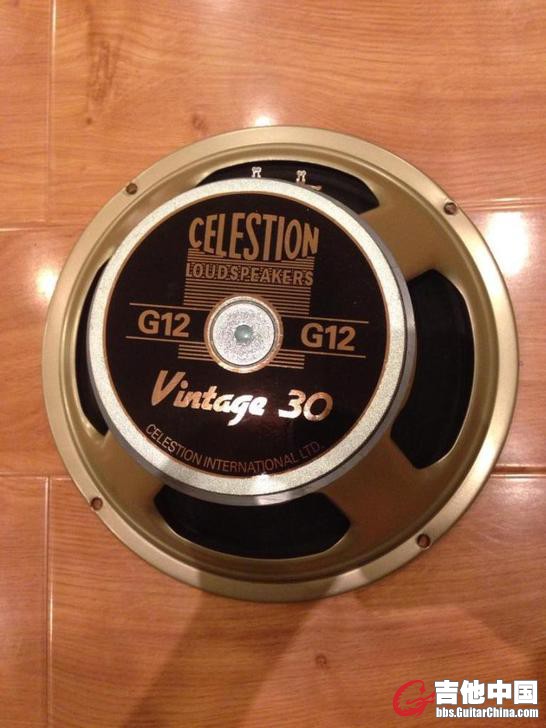 CELESTION
LOUDSPEAKERS
G12 G12
Vintage 30
CELESTION INTERNATIONAL LTD.
吉他中国
bbs.GuitarChina.com